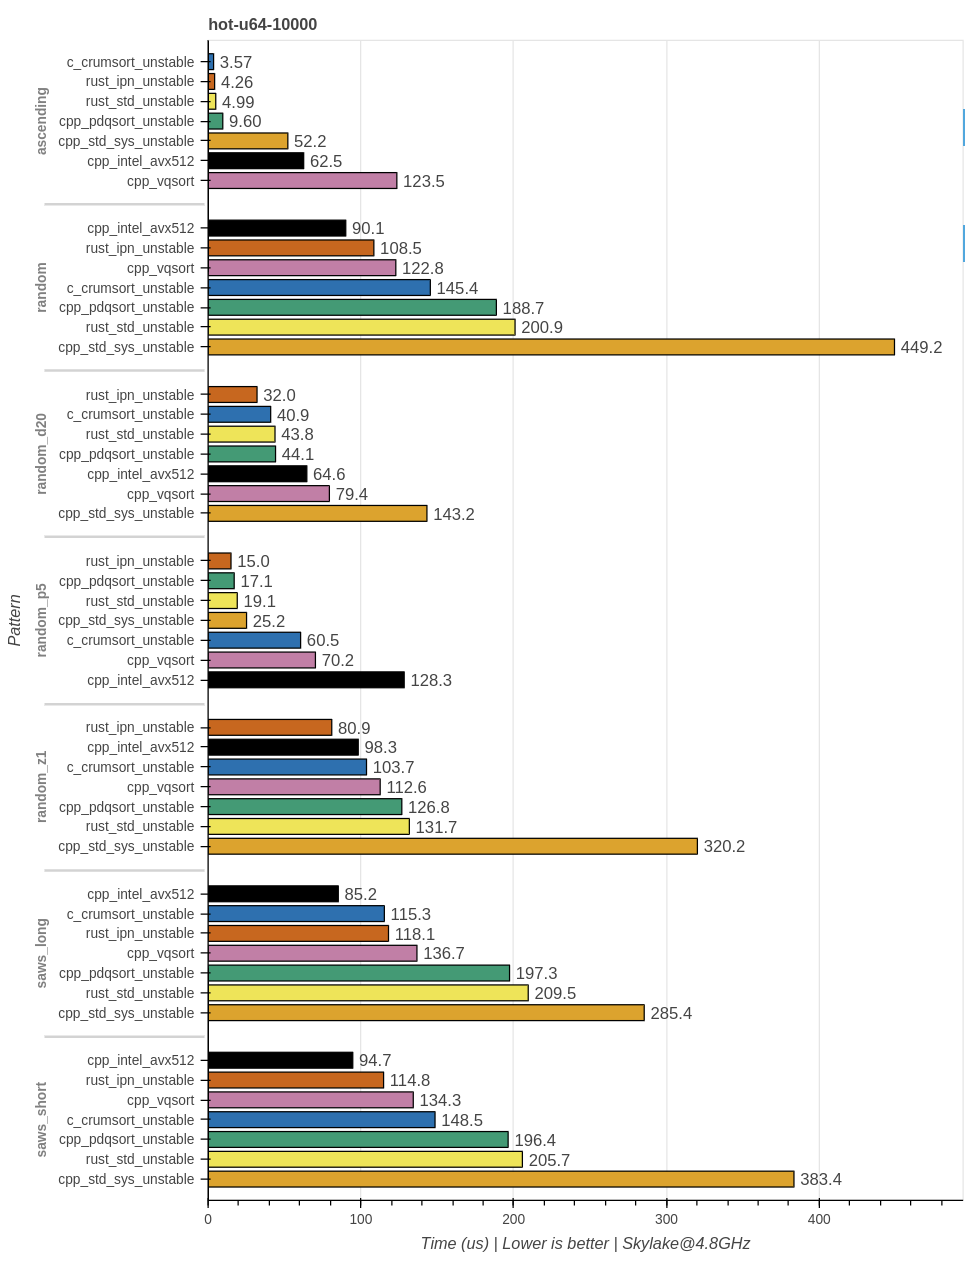 hot-u64-10000
Pattern
ascending
c_crumsort_unstable 3.57
rust_ipn_unstable 4.26
rust_std_unstable 4.99
cpp_pdqsort_unstable 9.60
cpp_std_sys_unstable 52.2
cpp_intel_avx512 62.5
cpp_vqsort 123.5
random
cpp_intel_avx512 90.1
rust_ipn_unstable 108.5
cpp_vqsort 122.8
c_crumsort_unstable 145.4
cpp_pdqsort_unstable 188.7
rust_std_unstable 200.9
cpp_std_sys_unstable 449.2
random_d20
rust_ipn_unstable 32.0
c_crumsort_unstable 40.9
rust_std_unstable 43.8
cpp_pdqsort_unstable 44.1
cpp_intel_avx512 64.6
cpp_vqsort 79.4
cpp_std_sys_unstable 143.2
random_p5
rust_ipn_unstable 15.0
cpp_pdqsort_unstable 17.1
rust_std_unstable 19.1
cpp_std_sys_unstable 25.2
c_crumsort_unstable 60.5
cpp_vqsort 70.2
cpp_intel_avx512 128.3
random_z1
rust_ipn_unstable 80.9
cpp_intel_avx512 98.3
c_crumsort_unstable 103.7
cpp_vqsort 112.6
cpp_pdqsort_unstable 126.8
rust_std_unstable 131.7
cpp_std_sys_unstable 320.2
saws_long
cpp_intel_avx512 85.2
c_crumsort_unstable 115.3
rust_ipn_unstable 118.1
cpp_vqsort 136.7
cpp_pdqsort_unstable 197.3
rust_std_unstable 209.5
cpp_std_sys_unstable 285.4
saws_short
cpp_intel_avx512 94.7
rust_ipn_unstable 114.8
cpp_vqsort 134.3
c_crumsort_unstable 148.5
cpp_pdqsort_unstable 196.4
rust_std_unstable 205.7
cpp_std_sys_unstable 383.4
0 100 200 300 400
Time (us) | Lower is better | Skylake@4.8GHz